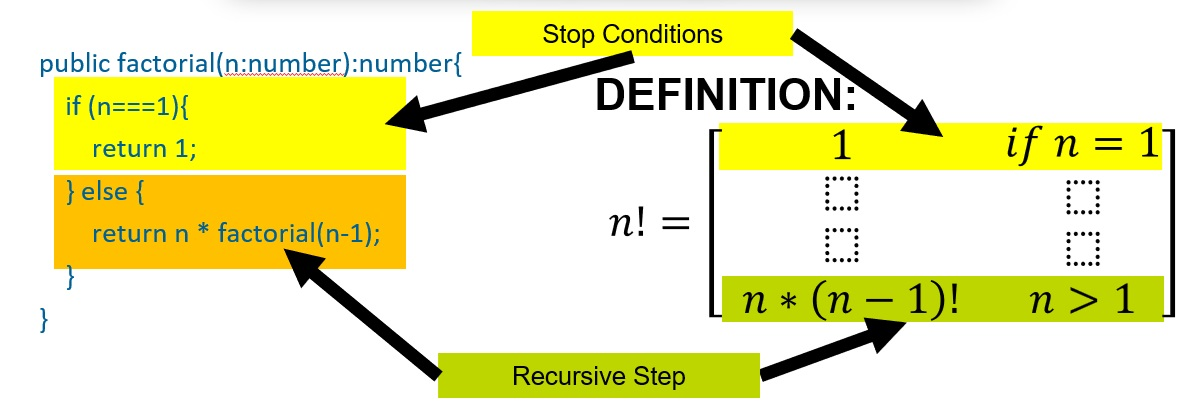 Stop Conditions
public factorial(n:number):number{
if (n===1){
return 1;
} else {
return n * factorial(n-1);
}
}
DEFINITION:
1 if n = 1
n! =
n ∗ (n − 1)! n > 1
Recursive Step